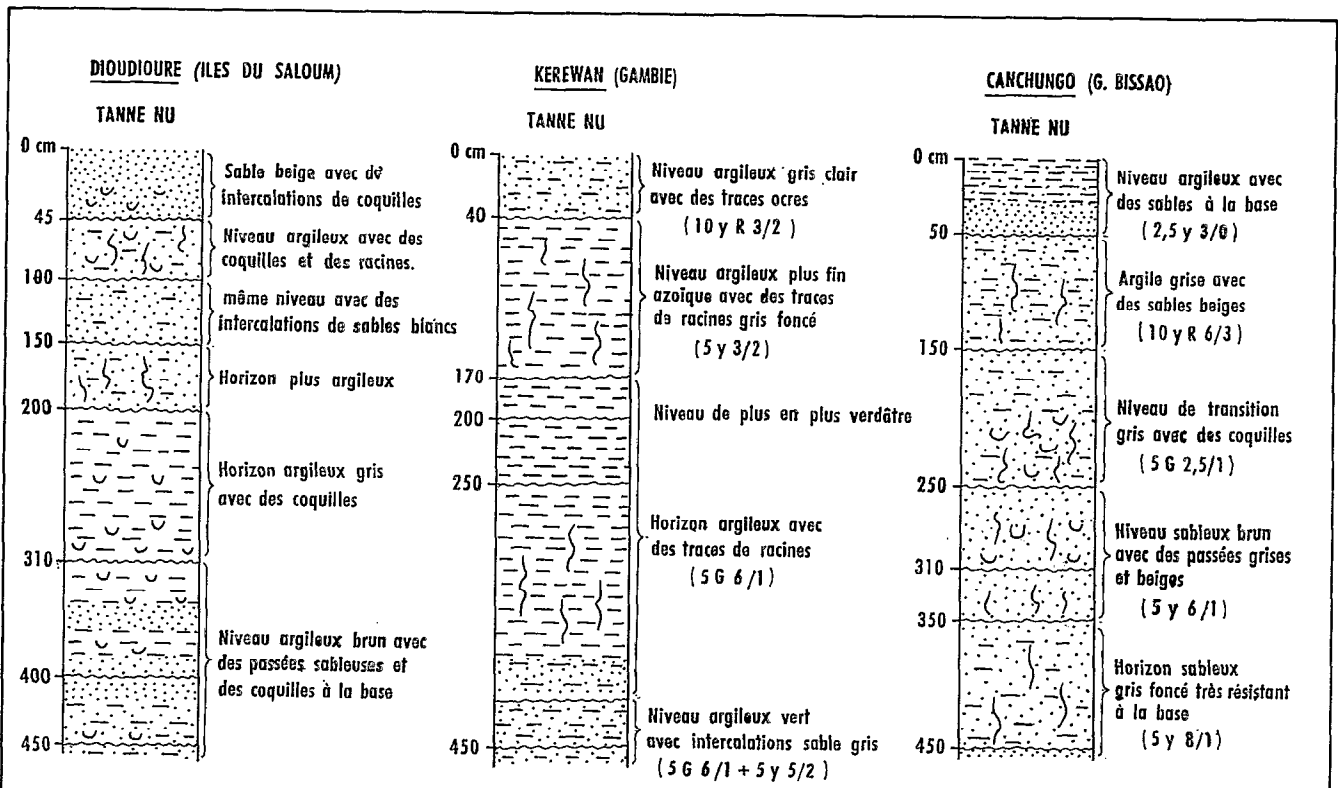 DIOUDIOURE (ILES DU SALOUM)
TANNE NU
0 cm
45
100
150
200
310
400
450
Sable beige avec de
intercalations de coquilles
Niveau argileux avec des
coquilles et des racines.
même niveau avec des
intercalations de sables blancs
Horizon plus argileux
Horizon argileux gris
avec des coquilles
Niveau argileux brun avec
des passées sableuses et
des coquilles à la base
KEREWAN (GAMBIE)
TANNE NU
0 cm
40
170
200
250
450
Niveau argileux gris clair
avec des traces ocres
(10 y R 3/2)
Niveau argileux plus fin
azoïque avec des traces
de racines gris foncé
(5 y 3/2)
Niveau de plus en plus verdâtre
Horizon argileux avec
des traces de racines
(5 G 6/1)
Niveau argileux vert
avec intercalations sable gris
(5 G 6/1 + 5 y 5/2)
CANCHUNGO (G. BISSAO)
TANNE NU
0 cm
50
150
250
310
350
450
Niveau argileux avec
des sables à la base
(2,5 y 3/0)
Argile grise avec
des sables beiges
(10 y R 6/3)
Niveau de transition
gris avec des coquilles
(5 G 2,5/1)
Niveau sableux brun
avec des passées grises
et beiges
(5 y 6/1)
Horizon sableux
gris foncé très résistant
à la base
(5 y 8/1)